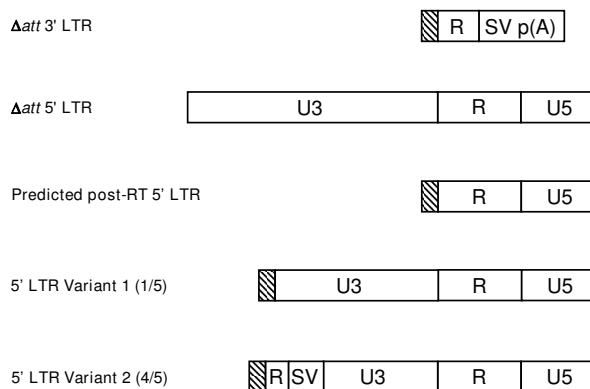 Δatt 3' LTR R SV p(A)
Δatt 5' LTR U3 R U5
Predicted post-RT 5' LTR R U5
5' LTR Variant 1 (1/5) U3 R U5
5' LTR Variant 2 (4/5) R SV U3 R U5